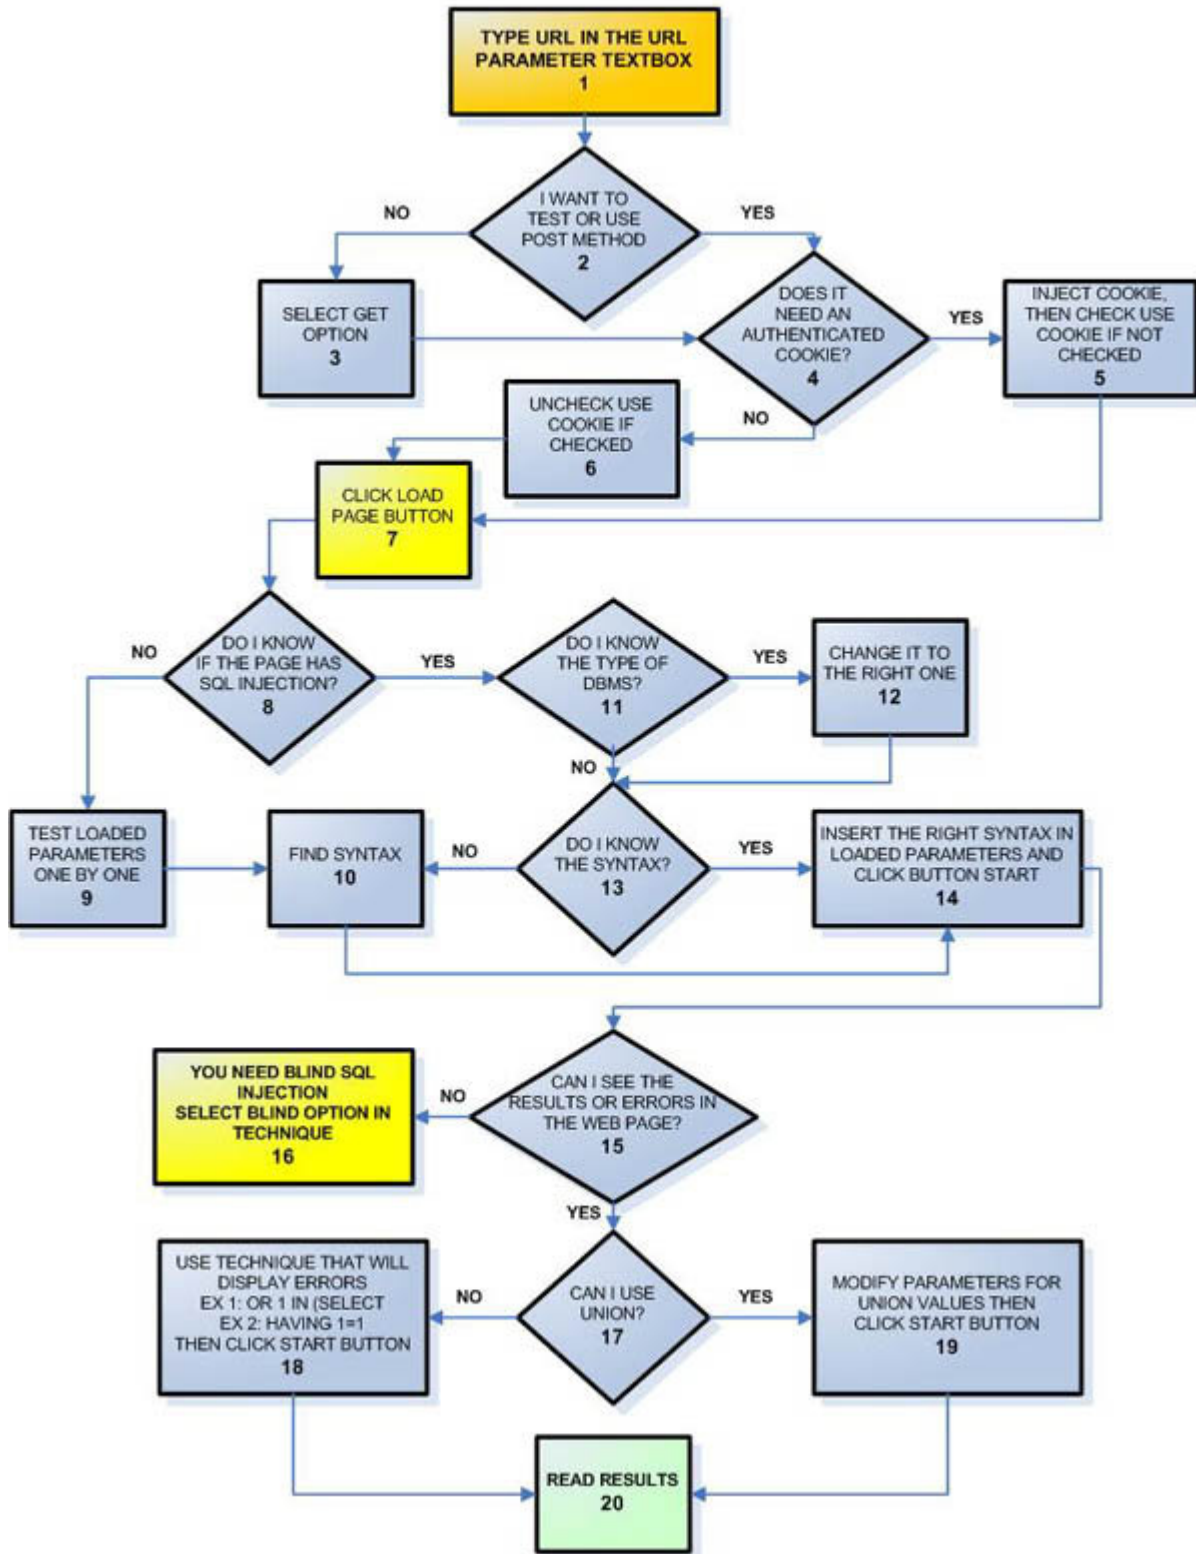 TYPE URL IN THE URL
PARAMETER TEXTBOX
1
I WANT TO
TEST OR USE
POST METHOD
2
NO
YES
SELECT GET
OPTION
3
DOES IT
NEED AN
AUTHENTICATED
COOKIE?
4
YES
INJECT COOKIE,
THEN CHECK USE
COOKIE IF NOT
CHECKED
5
NO
UNCHECK USE
COOKIE IF
CHECKED
6
CLICK LOAD
PAGE BUTTON
7
DO I KNOW
IF THE PAGE HAS
SQL INJECTION?
8
NO
YES
DO I KNOW
THE TYPE OF
DBMS?
11
YES
CHANGE IT TO
THE RIGHT ONE
12
NO
TEST LOADED
PARAMETERS
ONE BY ONE
9
FIND SYNTAX
10
NO
DO I KNOW
THE SYNTAX?
13
YES
INSERT THE RIGHT SYNTAX IN
LOADED PARAMETERS AND
CLICK BUTTON START
14
YOU NEED BLIND SQL
INJECTION
SELECT BLIND OPTION IN
TECHNIQUE
16
NO
CAN I SEE THE
RESULTS OR ERRORS IN
THE WEB PAGE?
15
YES
USE TECHNIQUE THAT WILL
DISPLAY ERRORS
EX 1: OR 1 IN (SELECT
EX 2: HAVING 1=1
THEN CLICK START BUTTON
18
NO
CAN I USE
UNION?
17
YES
MODIFY PARAMETERS FOR
UNION VALUES THEN
CLICK START BUTTON
19
READ RESULTS
20